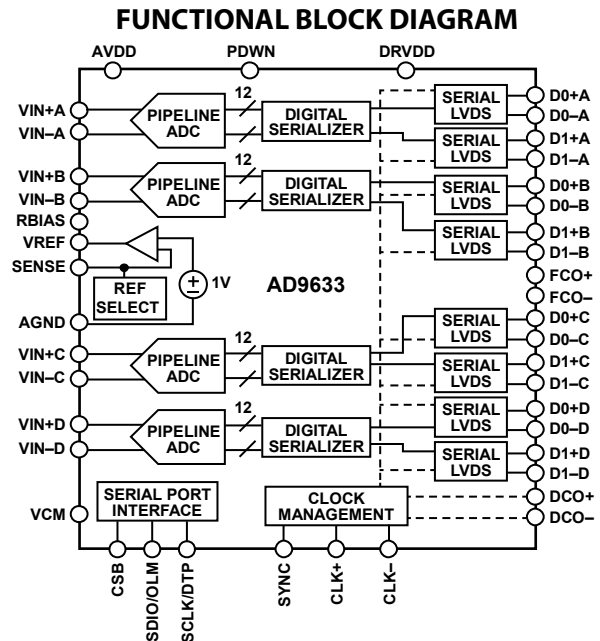 FUNCTIONAL BLOCK DIAGRAM
AVDD
PDWN
DRVDD
VIN+A
VIN–A
PIPELINE
ADC
12
DIGITAL
SERIALIZER
SERIAL
LVDS
SERIAL
LVDS
D0+A
D0–A
D1+A
D1–A
VIN+B
VIN–B
PIPELINE
ADC
12
DIGITAL
SERIALIZER
SERIAL
LVDS
SERIAL
LVDS
D0+B
D0–B
D1+B
D1–B
RBIAS
VREF
SENSE
REF
SELECT
+
–
1V
AGND
AD9633
FCO+
FCO–
VIN+C
VIN–C
PIPELINE
ADC
12
DIGITAL
SERIALIZER
SERIAL
LVDS
SERIAL
LVDS
D0+C
D0–C
D1+C
D1–C
VIN+D
VIN–D
PIPELINE
ADC
12
DIGITAL
SERIALIZER
SERIAL
LVDS
SERIAL
LVDS
D0+D
D0–D
D1+D
D1–D
VCM
SERIAL PORT
INTERFACE
CLOCK
MANAGEMENT
DCO+
DCO–
CSB
SDIO/OLM
SCLK/DTP
SYNC
CLK+
CLK–